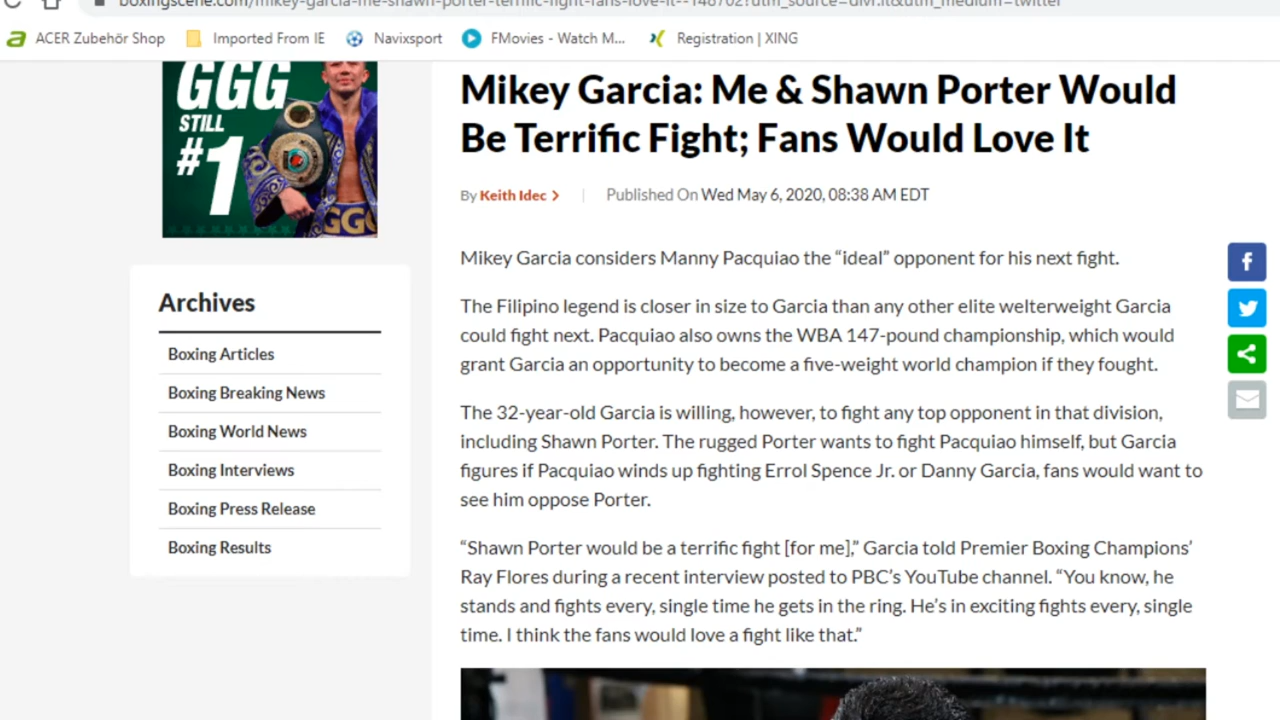 boxingscene.com/mikey-garcia-me-shawn-porter-terrific-fight-fans-love-it--148702?utm_source=dlvr.it&utm_medium=twitter
ACER Zubehör Shop
Imported From IE
Navixsport
FMovies - Watch M...
Registration | XING
GGG
STILL
#1
GGG
Archives
Boxing Articles
Boxing Breaking News
Boxing World News
Boxing Interviews
Boxing Press Release
Boxing Results
Mikey Garcia: Me & Shawn Porter Would
Be Terrific Fight; Fans Would Love It
By Keith Idec > | Published On Wed May 6, 2020, 08:38 AM EDT
Mikey Garcia considers Manny Pacquiao the “ideal” opponent for his next fight.
The Filipino legend is closer in size to Garcia than any other elite welterweight Garcia
could fight next. Pacquiao also owns the WBA 147-pound championship, which would
grant Garcia an opportunity to become a five-weight world champion if they fought.
The 32-year-old Garcia is willing, however, to fight any top opponent in that division,
including Shawn Porter. The rugged Porter wants to fight Pacquiao himself, but Garcia
figures if Pacquiao winds up fighting Errol Spence Jr. or Danny Garcia, fans would want to
see him oppose Porter.
“Shawn Porter would be a terrific fight [for me],” Garcia told Premier Boxing Champions’
Ray Flores during a recent interview posted to PBC’s YouTube channel. “You know, he
stands and fights every, single time he gets in the ring. He’s in exciting fights every, single
time. I think the fans would love a fight like that.”